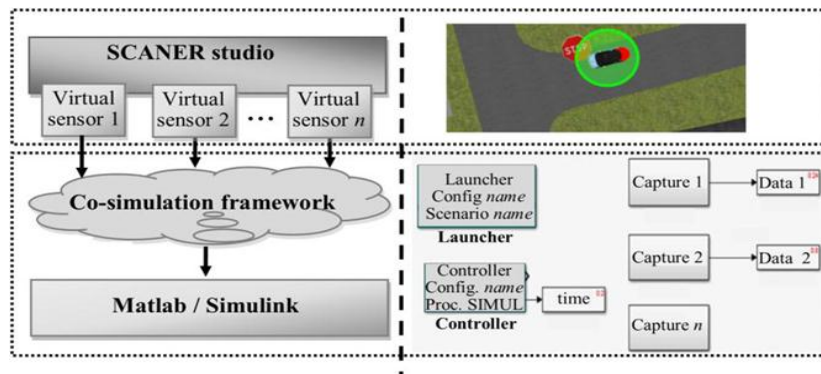 SCANER studio
Virtual
sensor 1
Virtual
sensor 2
...
Virtual
sensor n
STOP
Co-simulation framework
Matlab / Simulink
Launcher
Config name
Scenario name
Launcher
Controller
Config. name
Proc. SIMUL
Controller
time
Capture 1
Data 1
Capture 2
Data 2
Capture n